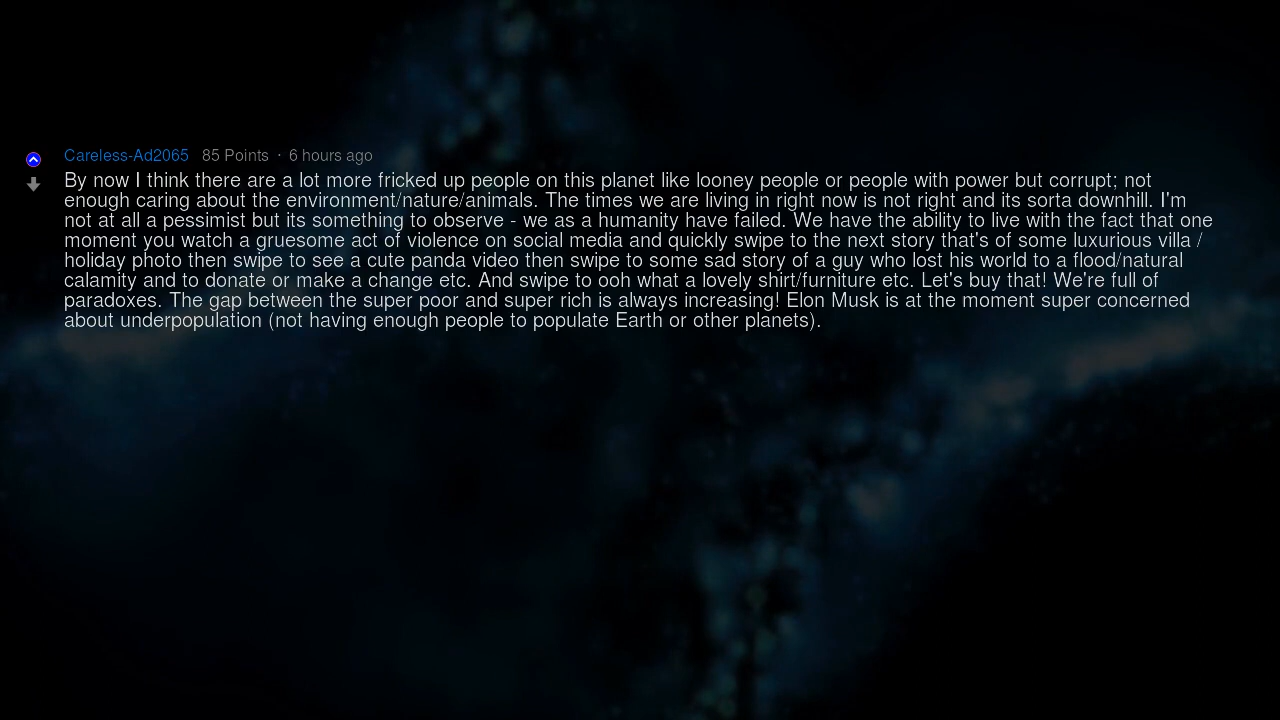 Careless-Ad2065 85 Points · 6 hours ago
By now I think there are a lot more fricked up people on this planet like looney people or people with power but corrupt; not
enough caring about the environment/nature/animals. The times we are living in right now is not right and its sorta downhill. I'm
not at all a pessimist but its something to observe - we as a humanity have failed. We have the ability to live with the fact that one
moment you watch a gruesome act of violence on social media and quickly swipe to the next story that's of some luxurious villa /
holiday photo then swipe to see a cute panda video then swipe to some sad story of a guy who lost his world to a flood/natural
calamity and to donate or make a change etc. And swipe to ooh what a lovely shirt/furniture etc. Let's buy that! We're full of
paradoxes. The gap between the super poor and super rich is always increasing! Elon Musk is at the moment super concerned
about underpopulation (not having enough people to populate Earth or other planets).